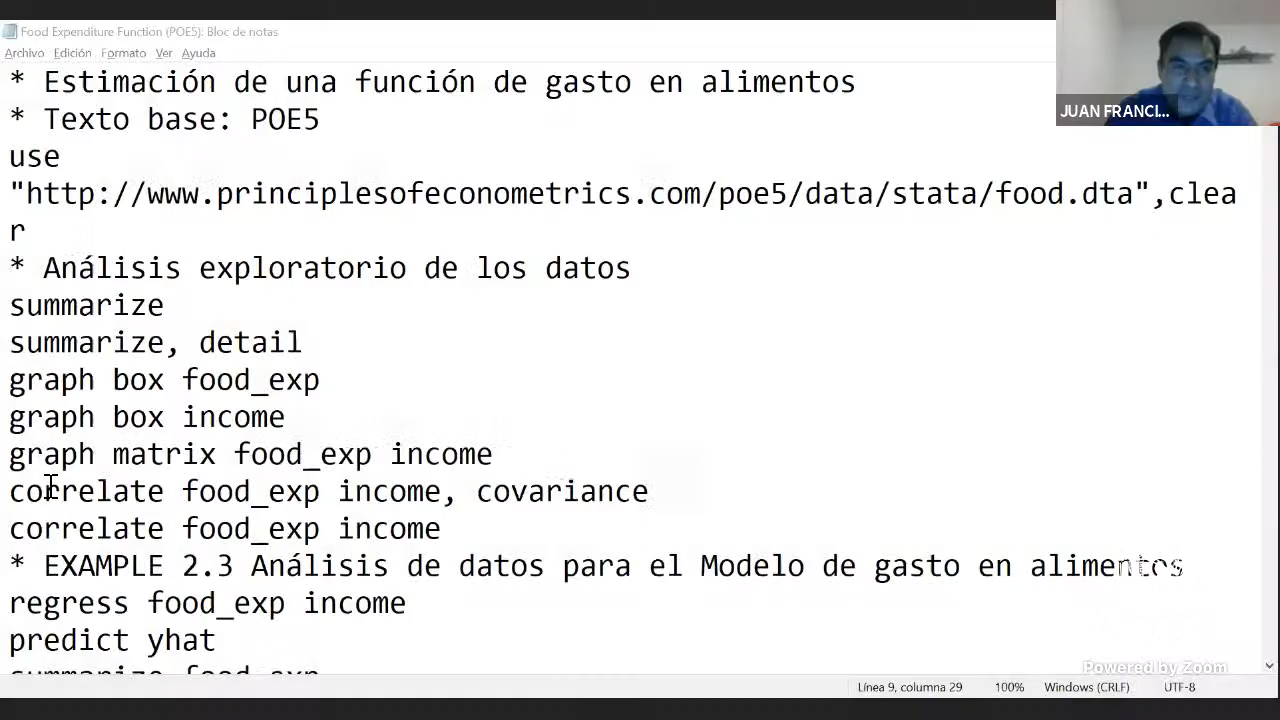 Food Expenditure Function (POE5): Bloc de notas
Archivo Edición Formato Ver Ayuda
* Estimación de una función de gasto en alimentos
* Texto base: POE5
use
"http://www.principlesofeconometrics.com/poe5/data/stata/food.dta",clea
r
* Análisis exploratorio de los datos
summarize
summarize, detail
graph box food_exp
graph box income
graph matrix food_exp income
correlate food_exp income, covariance
correlate food_exp income
* EXAMPLE 2.3 Análisis de datos para el Modelo de gasto en alimentos
regress food_exp income
predict yhat
summarize food_exp
JUAN FRANCI...
Powered by Zoom
Línea 9, columna 29 100% Windows (CRLF) UTF-8